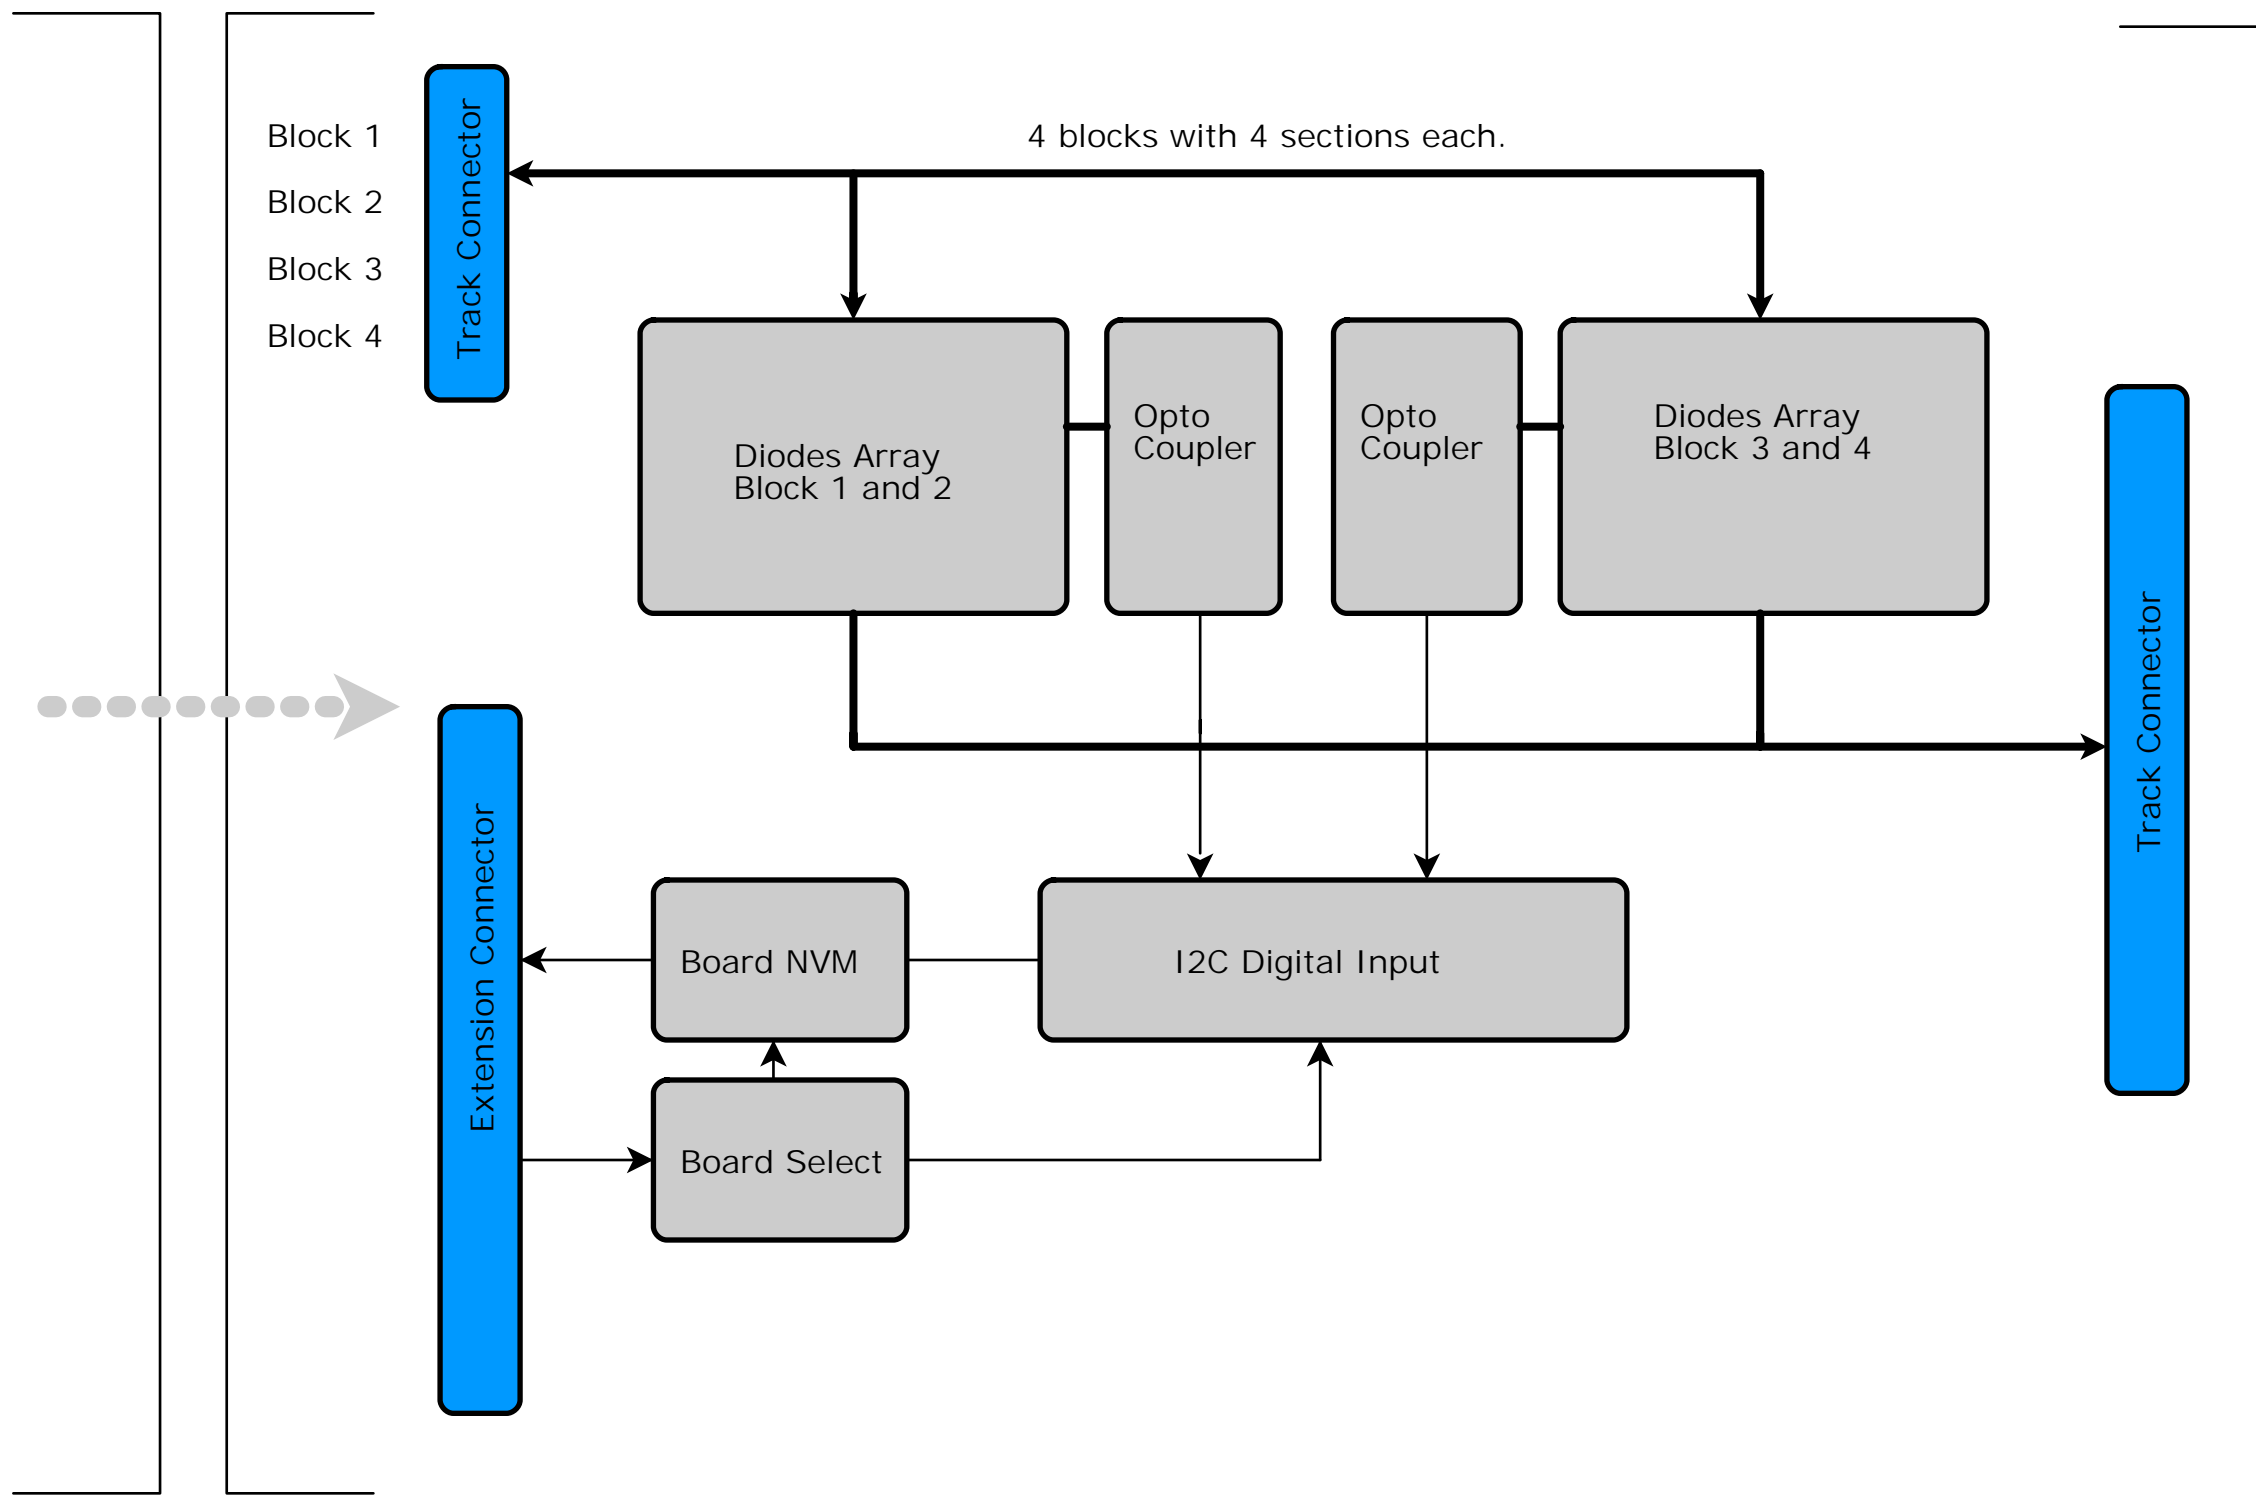 Block 1
Block 2
Block 3
Block 4
Track Connector
4 blocks with 4 sections each.
Diodes Array
Block 1 and 2
Opto
Coupler
Opto
Coupler
Diodes Array
Block 3 and 4
Track Connector
Extension Connector
Board NVM
I2C Digital Input
Board Select